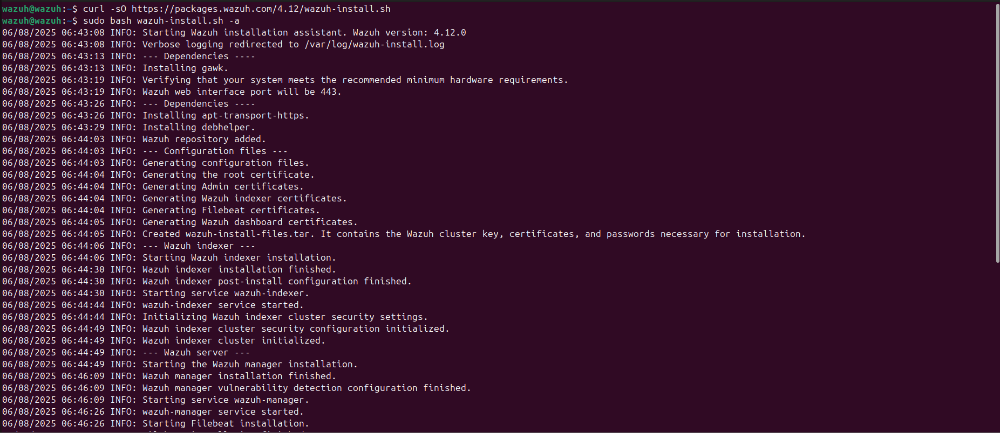 wazuh@wazuh:~$ curl -sO https://packages.wazuh.com/4.12/wazuh-install.sh
wazuh@wazuh:~$ sudo bash wazuh-install.sh -a
06/08/2025 06:43:08 INFO: Starting Wazuh installation assistant. Wazuh version: 4.12.0
06/08/2025 06:43:08 INFO: Verbose logging redirected to /var/log/wazuh-install.log
06/08/2025 06:43:13 INFO: --- Dependencies ----
06/08/2025 06:43:13 INFO: Installing gawk.
06/08/2025 06:43:19 INFO: Verifying that your system meets the recommended minimum hardware requirements.
06/08/2025 06:43:19 INFO: Wazuh web interface port will be 443.
06/08/2025 06:43:26 INFO: --- Dependencies ----
06/08/2025 06:43:26 INFO: Installing apt-transport-https.
06/08/2025 06:43:29 INFO: Installing debhelper.
06/08/2025 06:44:03 INFO: Wazuh repository added.
06/08/2025 06:44:03 INFO: --- Configuration files ---
06/08/2025 06:44:03 INFO: Generating configuration files.
06/08/2025 06:44:04 INFO: Generating the root certificate.
06/08/2025 06:44:04 INFO: Generating Admin certificates.
06/08/2025 06:44:04 INFO: Generating Wazuh indexer certificates.
06/08/2025 06:44:04 INFO: Generating Filebeat certificates.
06/08/2025 06:44:05 INFO: Generating Wazuh dashboard certificates.
06/08/2025 06:44:05 INFO: Created wazuh-install-files.tar. It contains the Wazuh cluster key, certificates, and passwords necessary for installation.
06/08/2025 06:44:06 INFO: --- Wazuh indexer ---
06/08/2025 06:44:06 INFO: Starting Wazuh indexer installation.
06/08/2025 06:44:30 INFO: Wazuh indexer installation finished.
06/08/2025 06:44:30 INFO: Wazuh indexer post-install configuration finished.
06/08/2025 06:44:30 INFO: Starting service wazuh-indexer.
06/08/2025 06:44:44 INFO: wazuh-indexer service started.
06/08/2025 06:44:44 INFO: Initializing Wazuh indexer cluster security settings.
06/08/2025 06:44:49 INFO: Wazuh indexer cluster security configuration initialized.
06/08/2025 06:44:49 INFO: Wazuh indexer cluster initialized.
06/08/2025 06:44:49 INFO: --- Wazuh server ---
06/08/2025 06:44:49 INFO: Starting the Wazuh manager installation.
06/08/2025 06:46:09 INFO: Wazuh manager installation finished.
06/08/2025 06:46:09 INFO: Wazuh manager vulnerability detection configuration finished.
06/08/2025 06:46:09 INFO: Starting service wazuh-manager.
06/08/2025 06:46:26 INFO: wazuh-manager service started.
06/08/2025 06:46:26 INFO: Starting Filebeat installation.